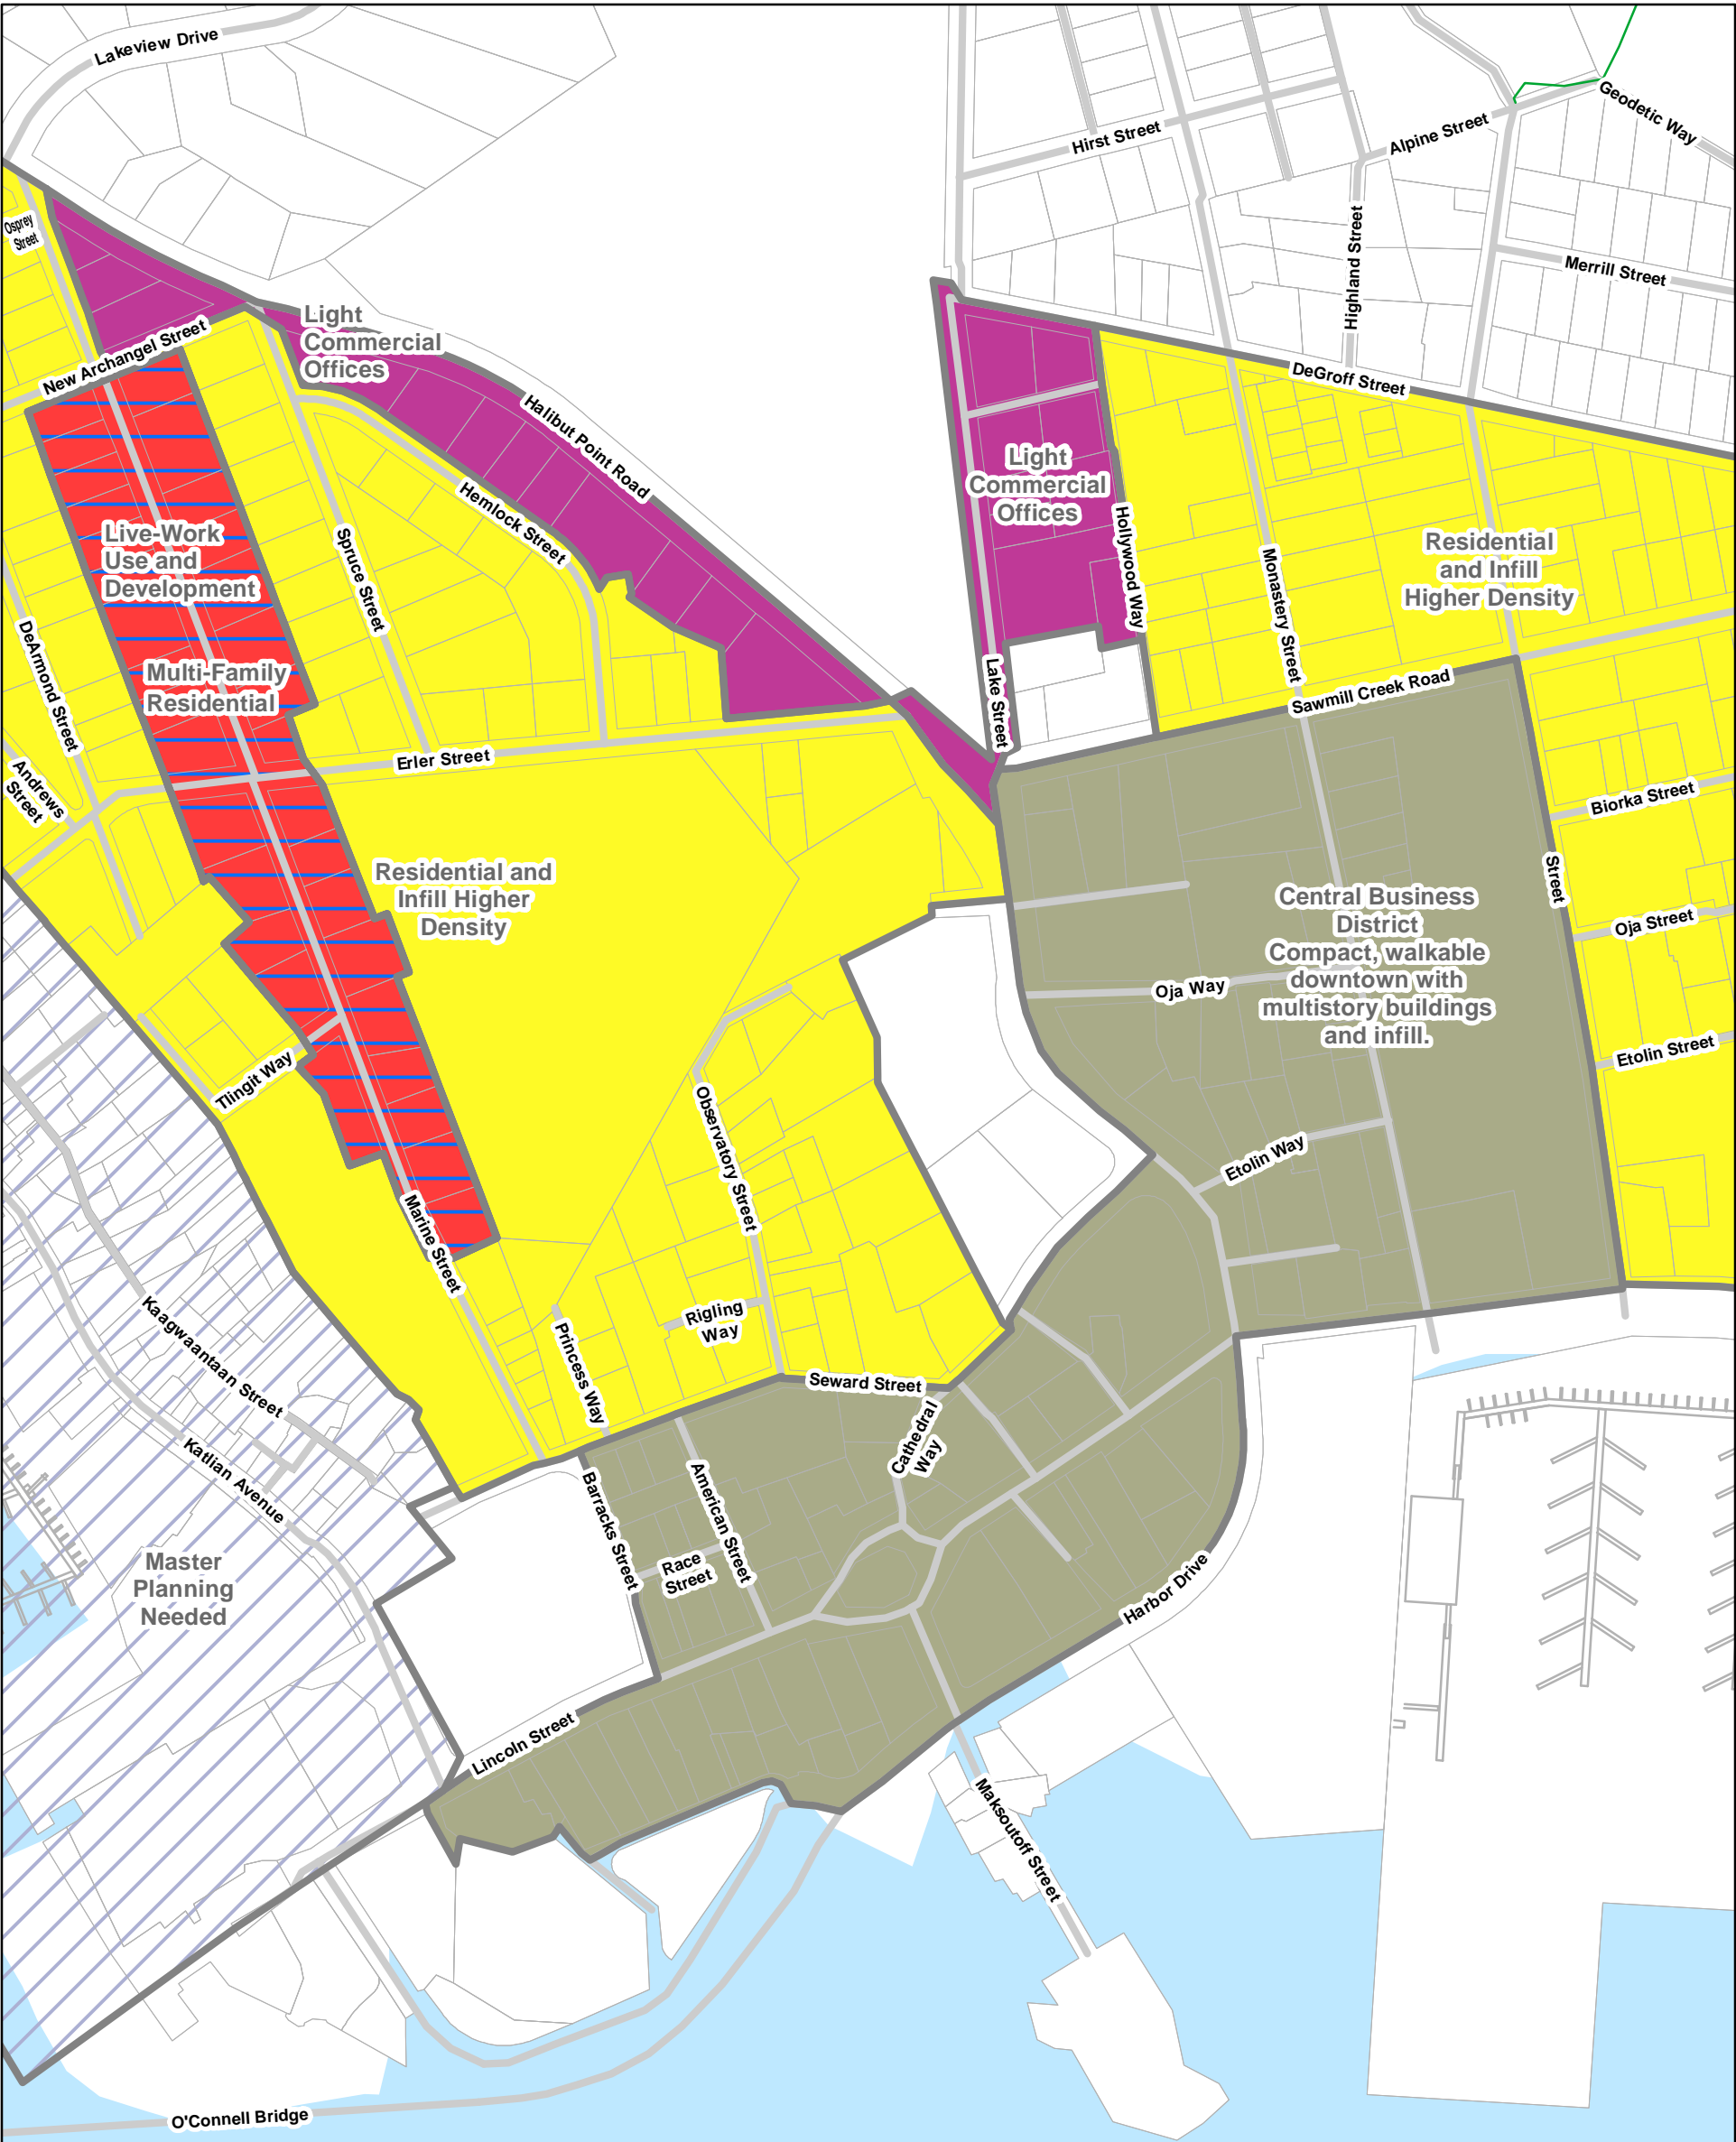 Lakeview Drive
Hirst Street
Alpine Street
Geodetic Way
Osprey
Street
Highland Street
Merrill Street
New Archangel Street
Light
Commercial
Offices
DeGroff Street
Halibut Point Road
Light
Commercial
Offices
Hemlock Street
Hollywood Way
Live-Work
Use and
Development
Spruce Street
Monastery Street
Residential
and Infill
Higher Density
DeArmond Street
Multi-Family
Residential
Lake Street
Sawmill Creek Road
Erler Street
Andrews
Street
Biorka Street
Residential and
Infill Higher
Density
Street
Central Business
District
Compact, walkable
downtown with
multistory buildings
and infill.
Oja Street
Oja Way
Etolin Street
Tlingit Way
Observatory Street
Etolin Way
Marine Street
Kaagwaantaan Street
Princess Way
Rigling
Way
Seward Street
Cathedral
Way
Katlian Avenue
Barracks Street
American Street
Race
Street
Master
Planning
Needed
Harbor Drive
Lincoln Street
Maksoutoff Street
O'Connell Bridge